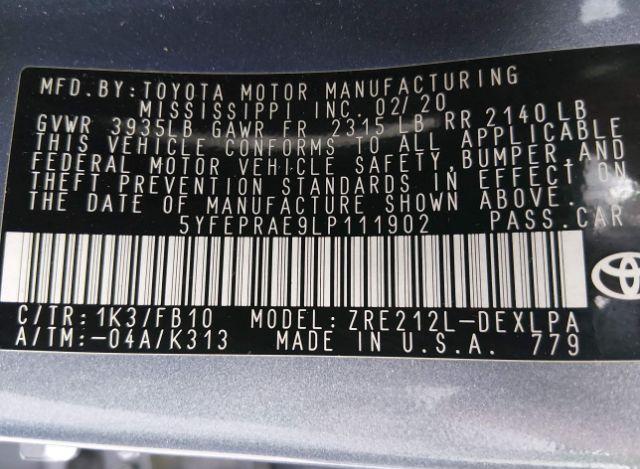 MFD.BY:TOYOTA MOTOR MANUFACTURING
MISSISSIPPI INC. 02/20
GVWR 3935LB GAWR FR 2315 LB RR 2140 LB
THIS VEHICLE CONFORMS TO ALL APPLICABLE
FEDERAL MOTOR VEHICLE SAFETY,BUMPER,AND
THEFT PREVENTION STANDARDS IN EFFECT ON
THE DATE OF MANUFACTURE SHOWN ABOVE.
5YFEPRAE9LP111902 PASS.CAR
C/TR:1K3/FB10 MODEL:ZRE212L-DEXLPA
A/TM:-04A/K313 MADE IN U.S.A. 779